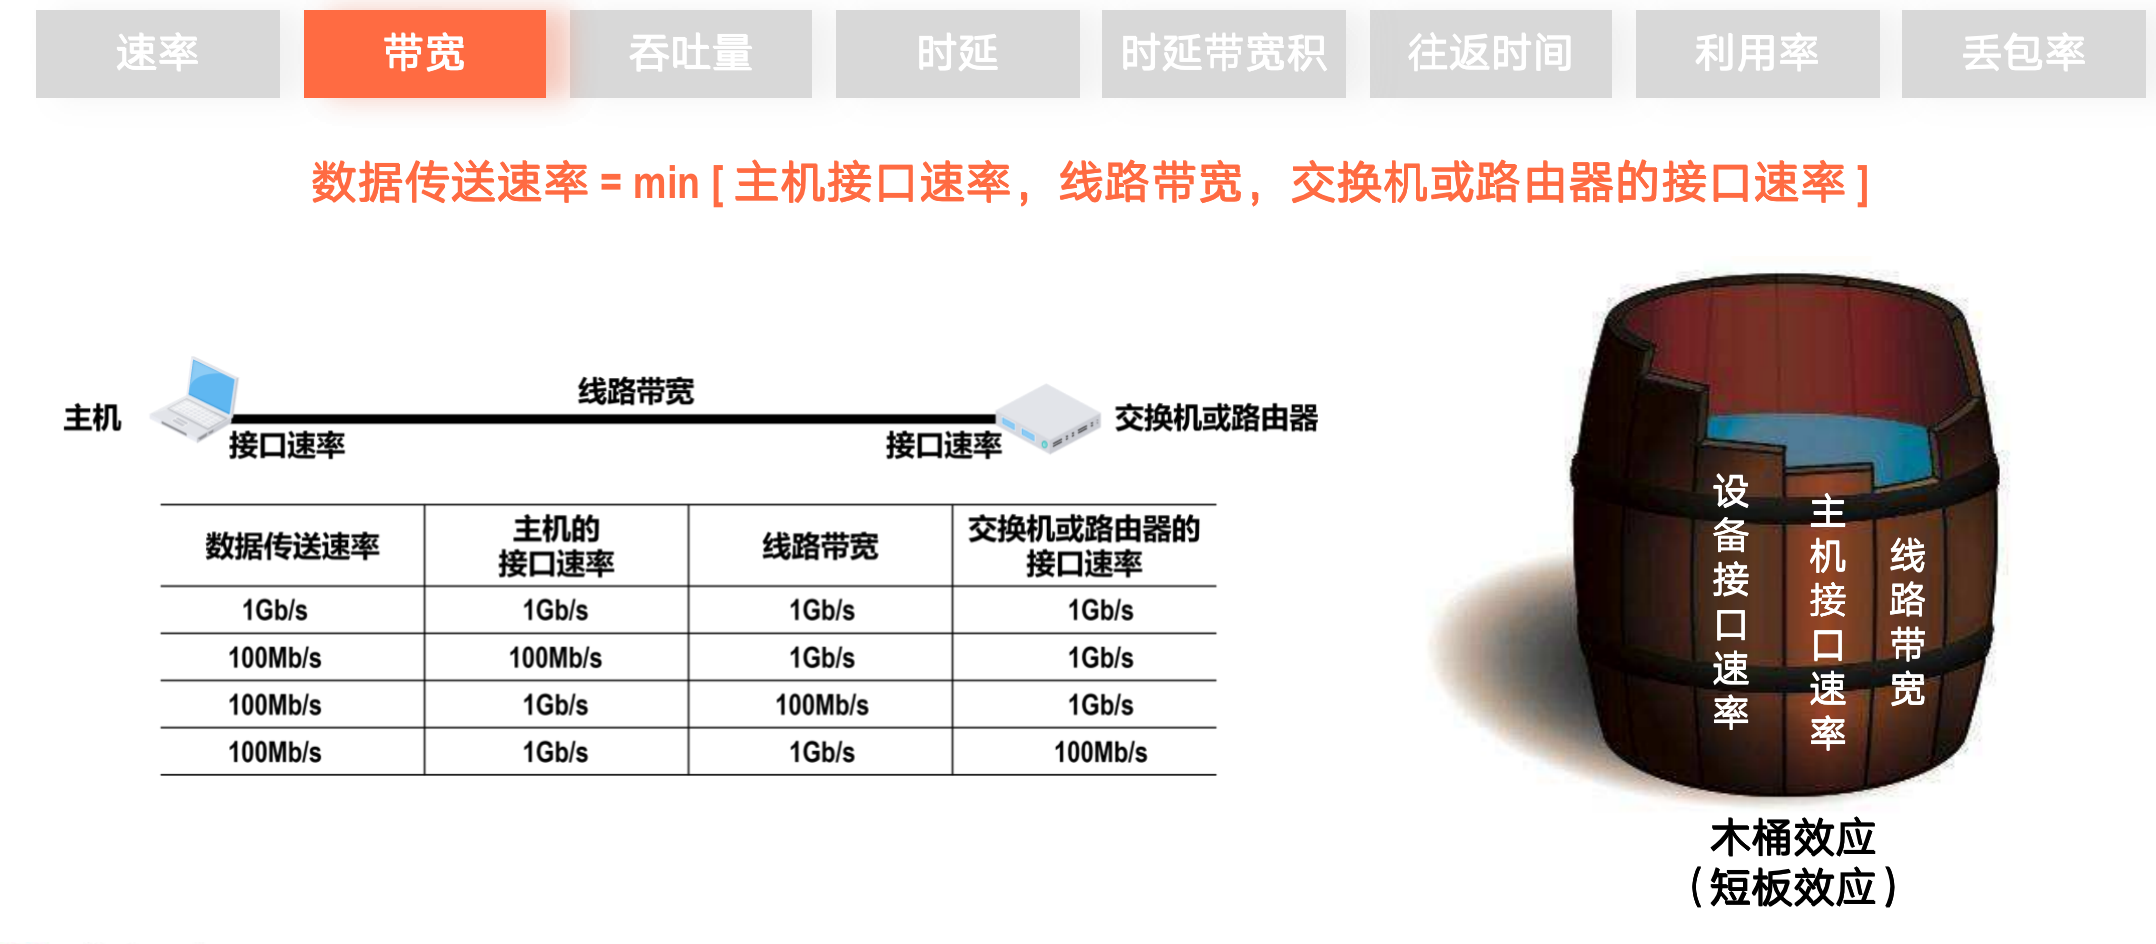 速率
带宽
吞吐量
时延
时延带宽积
往返时间
利用率
丢包率
数据传送速率 = min [ 主机接口速率，线路带宽，交换机或路由器的接口速率 ]
主机
线路带宽
接口速率
接口速率
交换机或路由器
数据传送速率
主机的
接口速率
线路带宽
交换机或路由器的
接口速率
1Gb/s
1Gb/s
1Gb/s
1Gb/s
100Mb/s
100Mb/s
1Gb/s
1Gb/s
100Mb/s
1Gb/s
100Mb/s
1Gb/s
100Mb/s
1Gb/s
1Gb/s
100Mb/s
设备接口速率
主机接口速率
线路带宽
木桶效应
（短板效应）